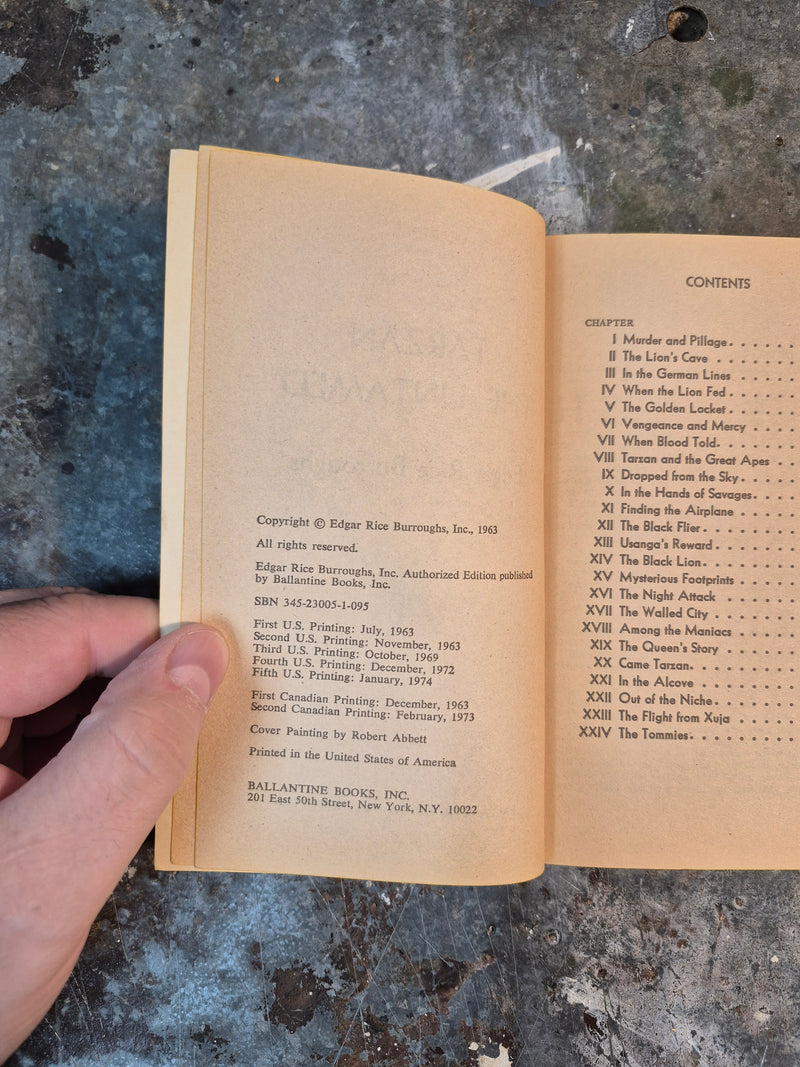 Copyright © Edgar Rice Burroughs, Inc., 1963
All rights reserved.
Edgar Rice Burroughs, Inc. Authorized Edition published
by Ballantine Books, Inc.
SBN 345-23005-1-095
First U.S. Printing: July, 1963
Second U.S. Printing: November, 1963
Third U.S. Printing: October, 1969
Fourth U.S. Printing: December, 1972
Fifth U.S. Printing: January, 1974
First Canadian Printing: December, 1963
Second Canadian Printing: February, 1973
Cover Painting by Robert Abbett
Printed in the United States of America
BALLANTINE BOOKS, INC.
201 East 50th Street, New York, N.Y. 10022
CONTENTS
CHAPTER
I Murder and Pillage . . . . . .
II The Lion's Cave . . . . . . .
III In the German Lines . . . . . .
IV When the Lion Fed . . . . . .
V The Golden Locket . . . . . .
VI Vengeance and Mercy . . . . .
VII When Blood Told . . . . . . .
VIII Tarzan and the Great Apes . . .
IX Dropped from the Sky . . . . .
X In the Hands of Savages . . . .
XI Finding the Airplane . . . . . .
XII The Black Flier . . . . . . . .
XIII Usanga's Reward . . . . . . .
XIV The Black Lion . . . . . . . .
XV Mysterious Footprints . . . . .
XVI The Night Attack . . . . . . .
XVII The Walled City . . . . . . .
XVIII Among the Maniacs . . . . .
XIX The Queen's Story . . . . . .
XX Came Tarzan . . . . . . . .
XXI In the Alcove . . . . . . . .
XXII Out of the Niche . . . . . . .
XXIII The Flight from Xuja . . . . .
XXIV The Tommies . . . . . . . .